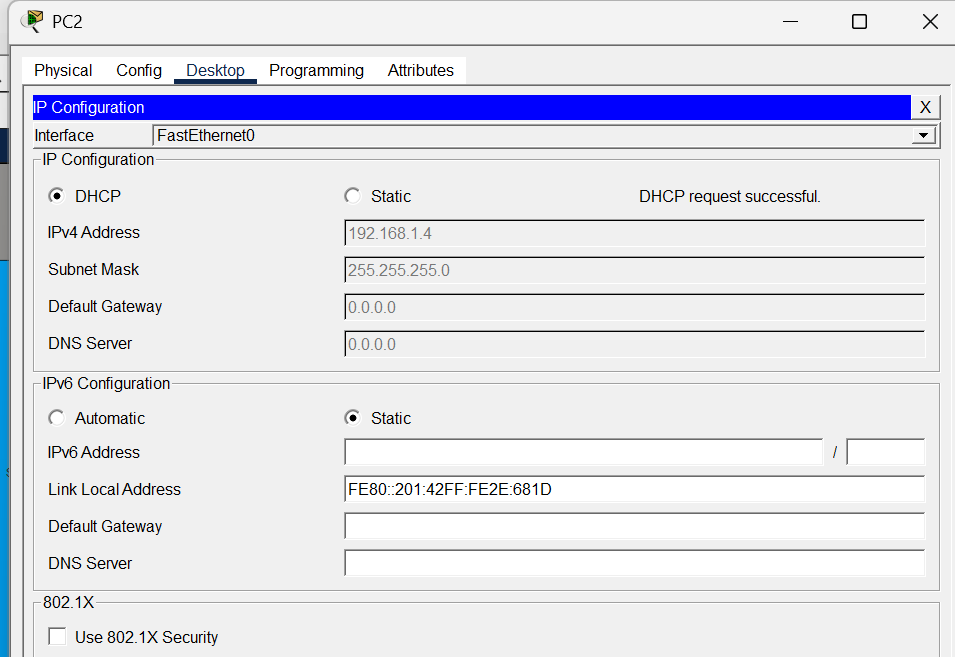 PC2
Physical Config Desktop Programming Attributes
IP Configuration X
Interface FastEthernet0
IP Configuration
DHCP Static DHCP request successful.
IPv4 Address 192.168.1.4
Subnet Mask 255.255.255.0
Default Gateway 0.0.0.0
DNS Server 0.0.0.0
IPv6 Configuration
Automatic Static
IPv6 Address /
Link Local Address FE80::201:42FF:FE2E:681D
Default Gateway
DNS Server
802.1X
Use 802.1X Security